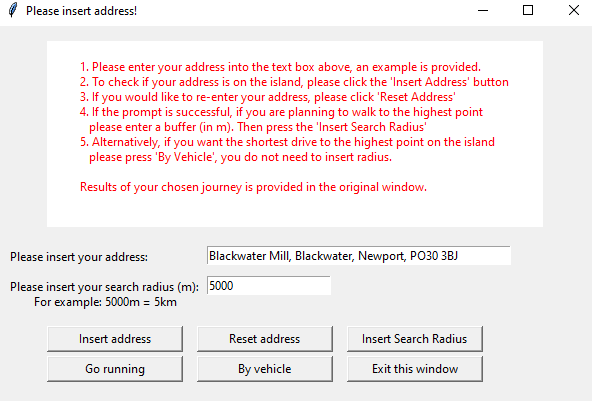 Please insert address!
1. Please enter your address into the text box above, an example is provided.
2. To check if your address is on the island, please click the 'Insert Address' button
3. If you would like to re-enter your address, please click 'Reset Address'
4. If the prompt is successful, if you are planning to walk to the highest point
please enter a buffer (in m). Then press the 'Insert Search Radius'
5. Alternatively, if you want the shortest drive to the highest point on the island
please press 'By Vehicle', you do not need to insert radius.
Results of your chosen journey is provided in the original window.
Please insert your address: Blackwater Mill, Blackwater, Newport, PO30 3BJ
Please insert your search radius (m): 5000
For example: 5000m = 5km
Insert address Reset address Insert Search Radius
Go running By vehicle Exit this window